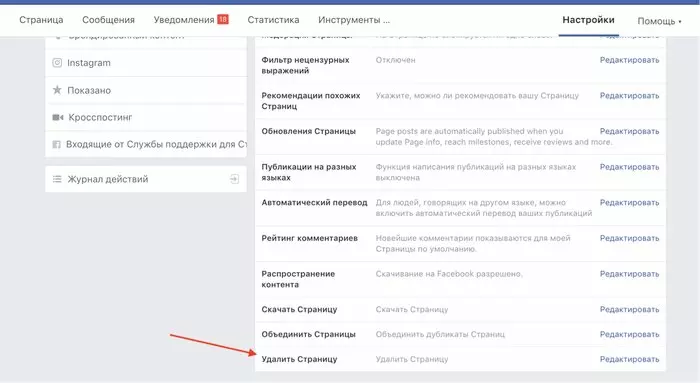 Страница Сообщения Уведомления 18 Статистика Инструменты ... Настройки Помощь
Instagram
Показано
Кросспостинг
Входящие от Службы поддержки для Ст
Журнал действий
Фильтр нецензурных
выражений
Отключен
Редактировать
Рекомендации похожих
Страниц
Укажите, можно ли рекомендовать вашу Страницу
Редактировать
Обновления Страницы
Page posts are automatically published when you
update Page info, reach milestones, receive reviews and more.
Редактировать
Публикации на разных
языках
Функция написания публикаций на разных языках
выключена
Редактировать
Автоматический перевод
Для людей, говорящих на другом языке, можно
включить автоматический перевод ваших публикаций
Редактировать
Рейтинг комментариев
Новейшие комментарии показываются для моей
Страницы по умолчанию.
Редактировать
Распространение
контента
Скачивание на Facebook разрешено.
Редактировать
Скачать Страницу
Скачать Страницу
Редактировать
Объединить Страницы
Объединить дубликаты Страниц
Редактировать
Удалить Страницу
Удалить Страницу
Редактировать